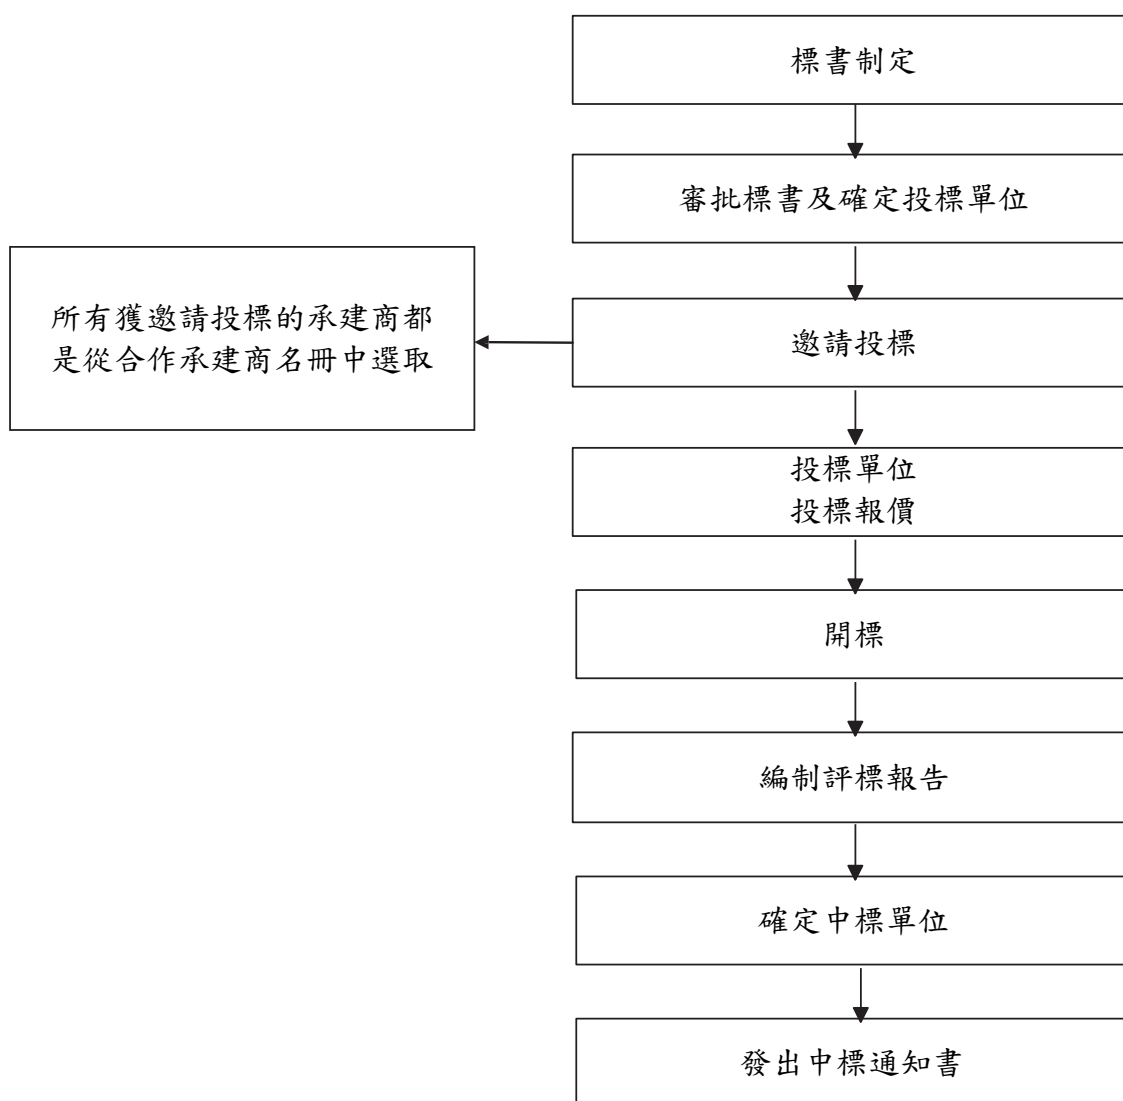 標書制定
審批標書及確定投標單位
所有獲邀請投標的承建商都
是從合作承建商名冊中選取
邀請投標
投標單位
投標報價
開標
編制評標報告
確定中標單位
發出中標通知書